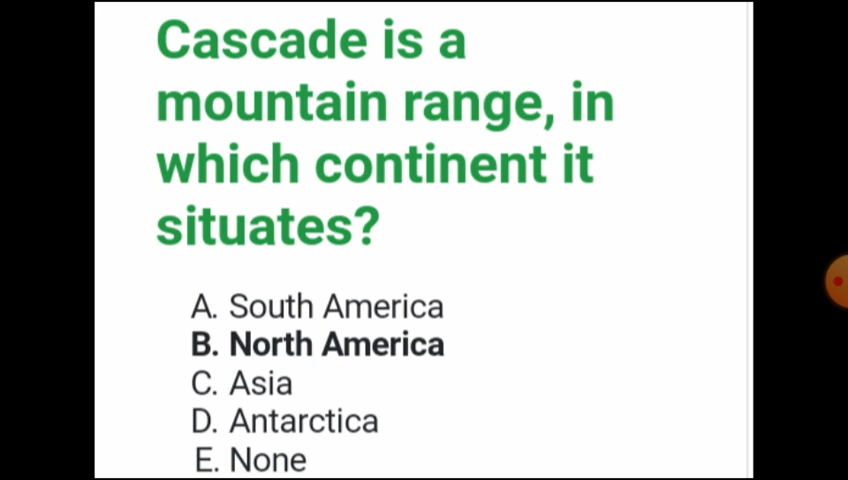 Cascade is a
mountain range, in
which continent it
situates?
A. South America
B. North America
C. Asia
D. Antarctica
E. None